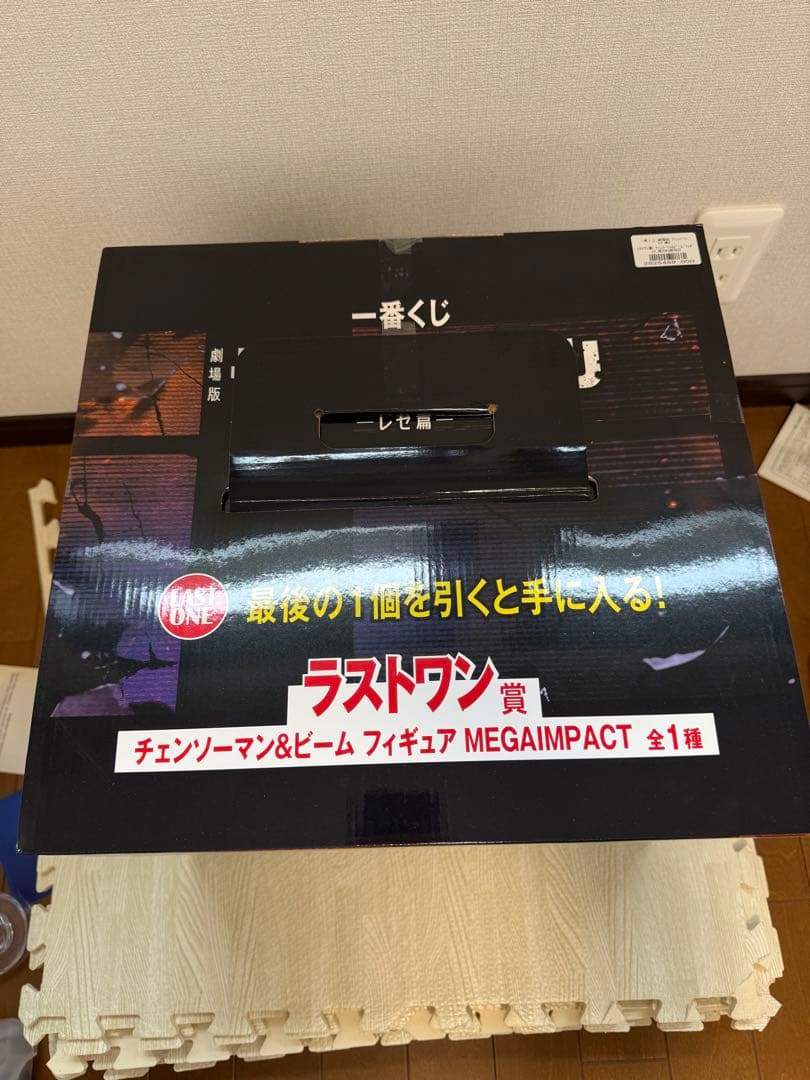 一番くじ
劇場版
ーレゼ篇ー
LAST ONE
最後の1個を引くと手に入る!
ラストワン賞
チェンソーマン&ビーム フィギュア MEGAIMPACT 全1種